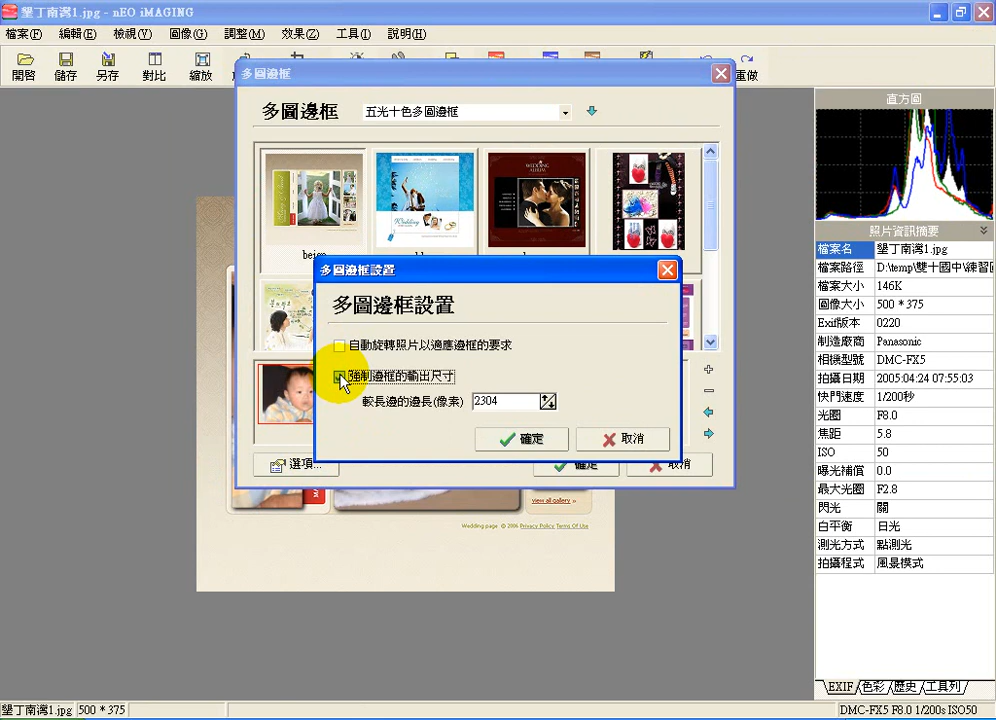 墾丁南灣1.jpg - nEO iMAGING
檔案(F) 編輯(E) 檢視(V) 圖像(G) 調整(M) 效果(Z) 工具(I) 說明(H)
開啓 儲存 另存 對比 縮放 重做
多圖邊框
多圖邊框 五光十色多圖邊框
多圖邊框設置
多圖邊框設置
自動旋轉照片以適應邊框的要求
強制邊框的輸出尺寸
較長邊的邊長(像素) 2304
確定 取消
選項... 確定 取消
view all gallery »
Wedding page. © 2006 Privacy Policy Terms Of Use
直方圖
照片資訊摘要
檔案名 墾丁南灣1.jpg
檔案路徑 D:\temp\雙十國中\練習
檔案大小 146K
圖像大小 500 * 375
Exif版本 0220
制造廠商 Panasonic
相機型號 DMC-FX5
拍攝日期 2005:04:24 07:55:03
快門速度 1/200秒
光圈 F8.0
焦距 5.8
ISO 50
曝光補償 0.0
最大光圈 F2.8
閃光 關
白平衡 日光
測光方式 點測光
拍攝程式 風景模式
EXIF 色彩 歷史 工具列
墾丁南灣1.jpg 500 * 375 DMC-FX5 F8.0 1/200s ISO50